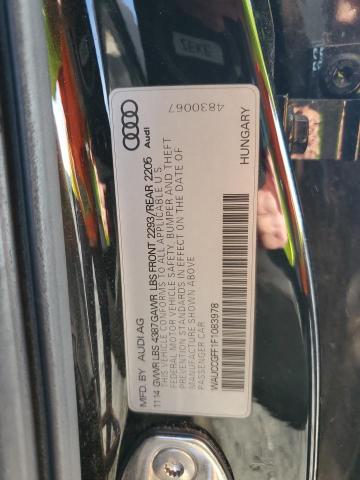 MFD. BY AUDI AG
11 14 GVWR LBS 4387 GAWR LBS FRONT 2293/REAR 2205
THIS VEHICLE CONFORMS TO ALL APPLICABLE U S
FEDERAL MOTOR VEHICLE SAFETY, BUMPER AND THEFT
PREVENTION STANDARDS IN EFFECT ON THE DATE OF
MANUFACTURE SHOWN ABOVE
PASSENGER CAR
WAUCCGFF1F1083978
HUNGARY
Audi
4830067